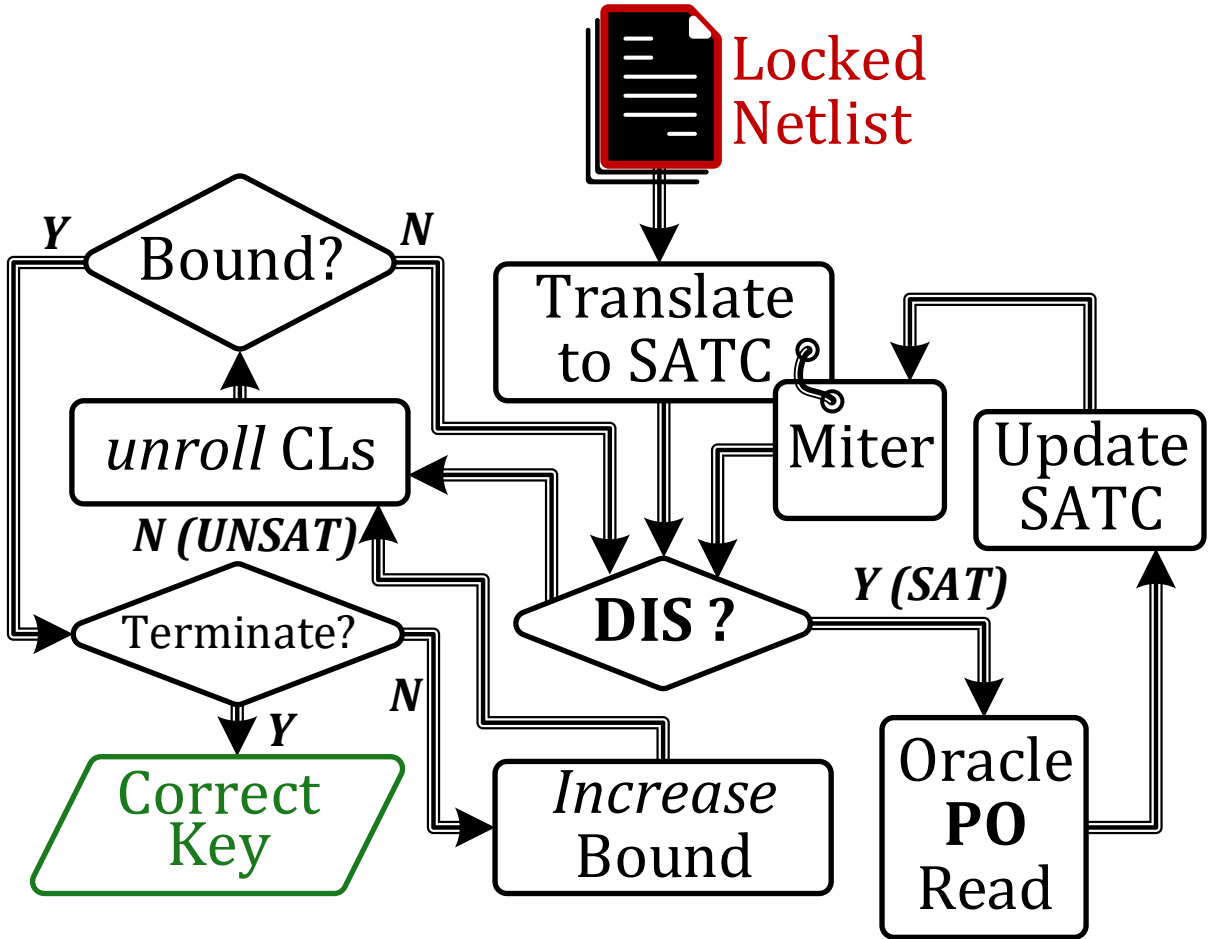 Locked
Netlist
Y
Bound?
N
Translate
to SATC
unroll CLs
Miter
Update
SATC
N (UNSAT)
Terminate?
DIS ?
Y (SAT)
N
Y
Correct
Key
Increase
Bound
Oracle
PO
Read